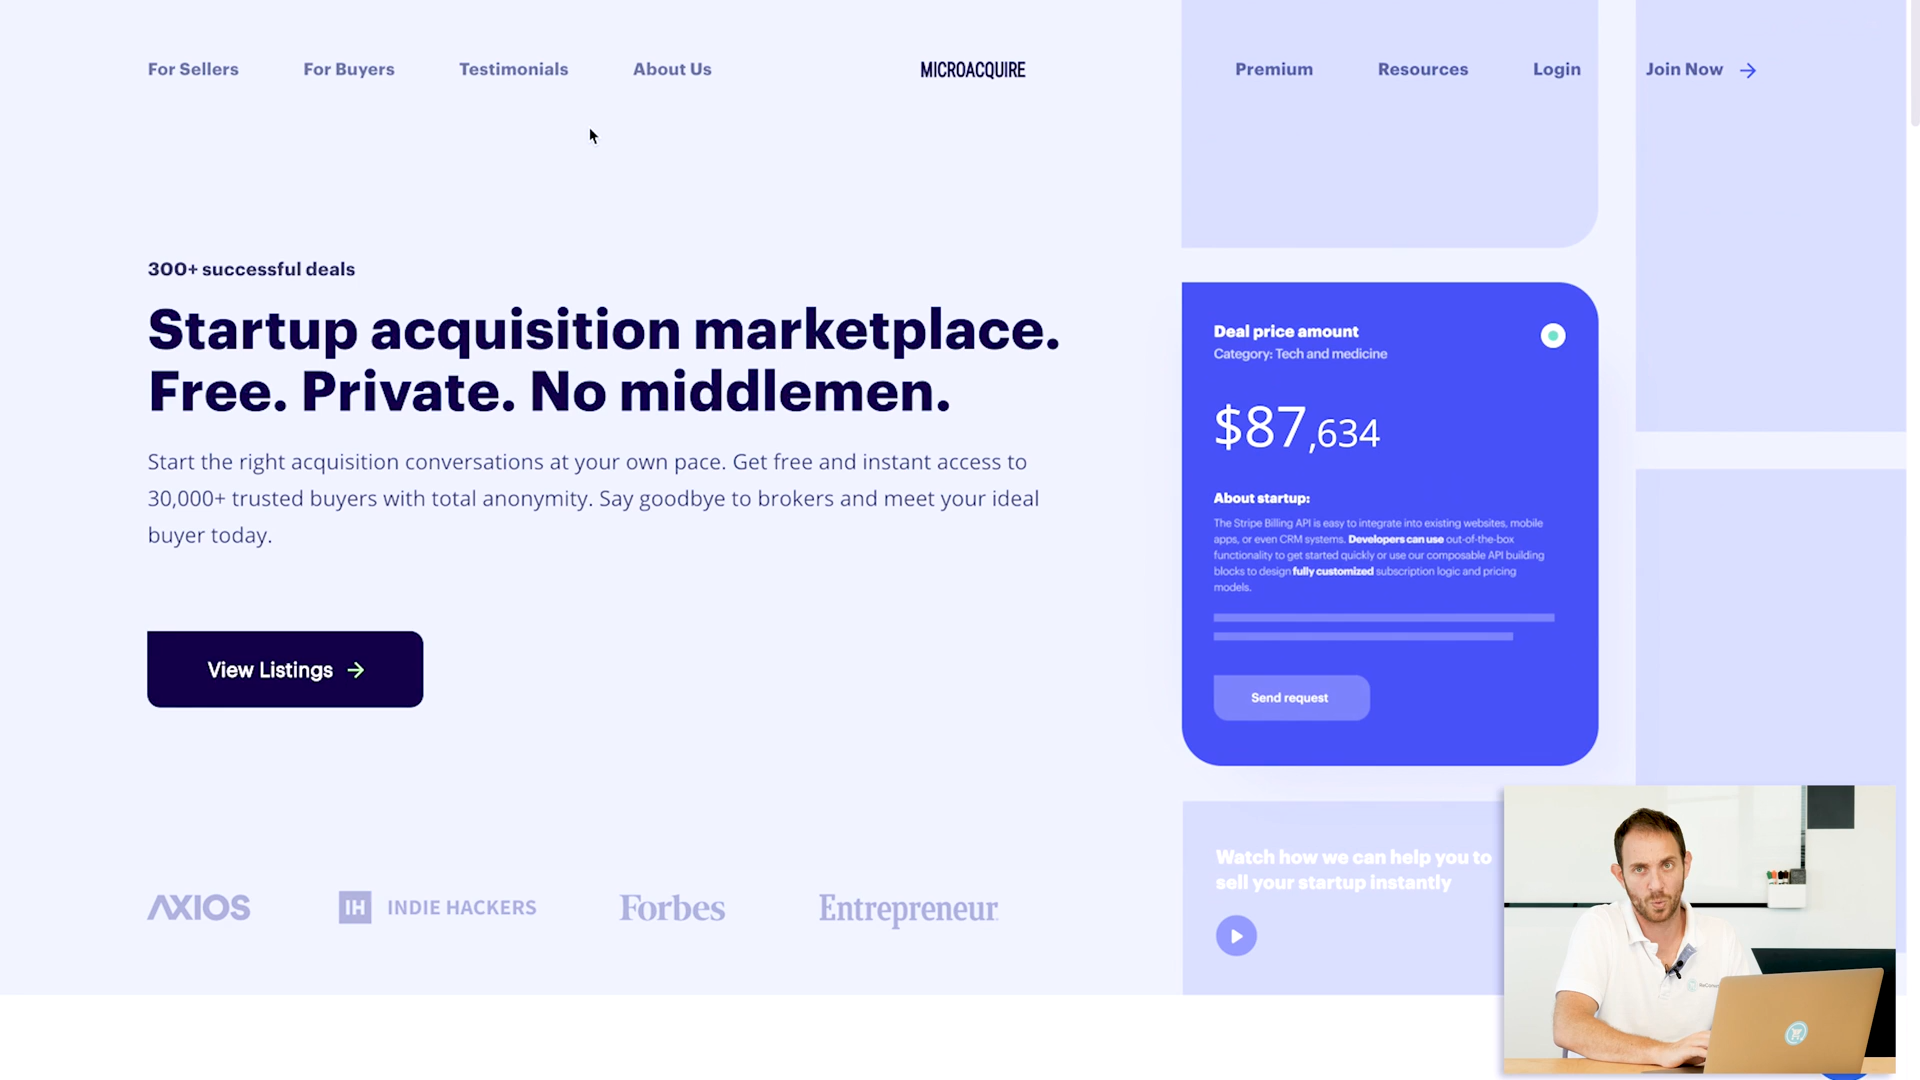 For Sellers
For Buyers
Testimonials
About Us
MICROACQUIRE
Premium
Resources
Login
Join Now
300+ successful deals
Startup acquisition marketplace.
Free. Private. No middlemen.
Start the right acquisition conversations at your own pace. Get free and instant access to
30,000+ trusted buyers with total anonymity. Say goodbye to brokers and meet your ideal
buyer today.
View Listings
AXIOS
IH INDIE HACKERS
Forbes
Entrepreneur
Deal price amount
Category: Tech and medicine
$87,634
About startup:
The Stripe Billing API is easy to integrate into existing websites, mobile
apps, or even CRM systems. Developers can use out-of-the-box
functionality to get started quickly or use our composable API building
blocks to design fully customized subscription logic and pricing
models.
Send request
Watch how we can help you to
sell your startup instantly